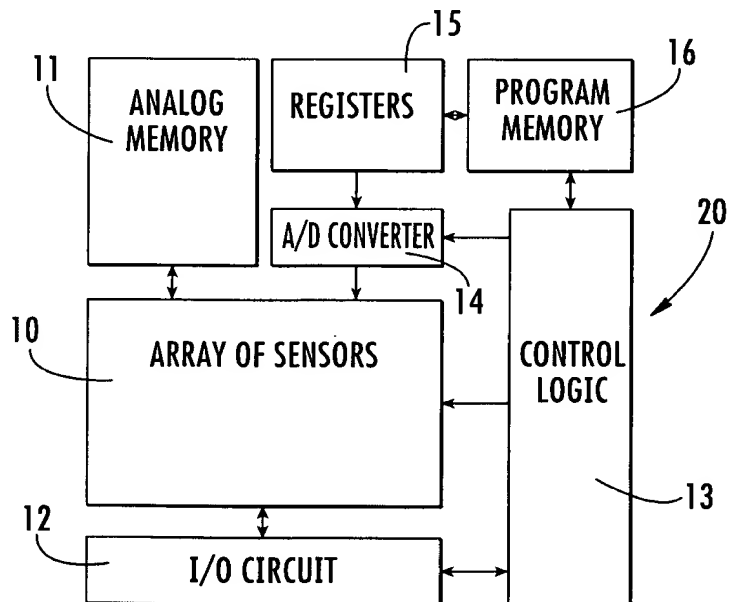 15
11
16
ANALOG
MEMORY
REGISTERS
PROGRAM
MEMORY
20
A/D CONVERTER
14
10
ARRAY OF SENSORS
CONTROL
LOGIC
13
12
I/O CIRCUIT